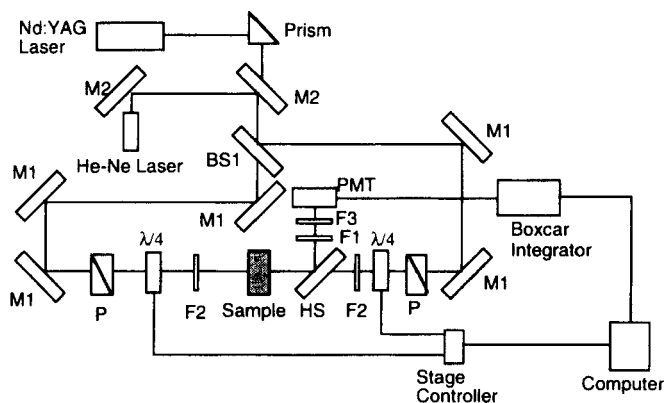 Nd:YAG
Laser
Prism
M2
M2
M1
He-Ne Laser
BS1
M1
M1
PMT
F3
F1
λ/4
λ/4
Boxcar
Integrator
M1
P
F2
Sample
HS
F2
P
M1
Stage
Controller
Computer